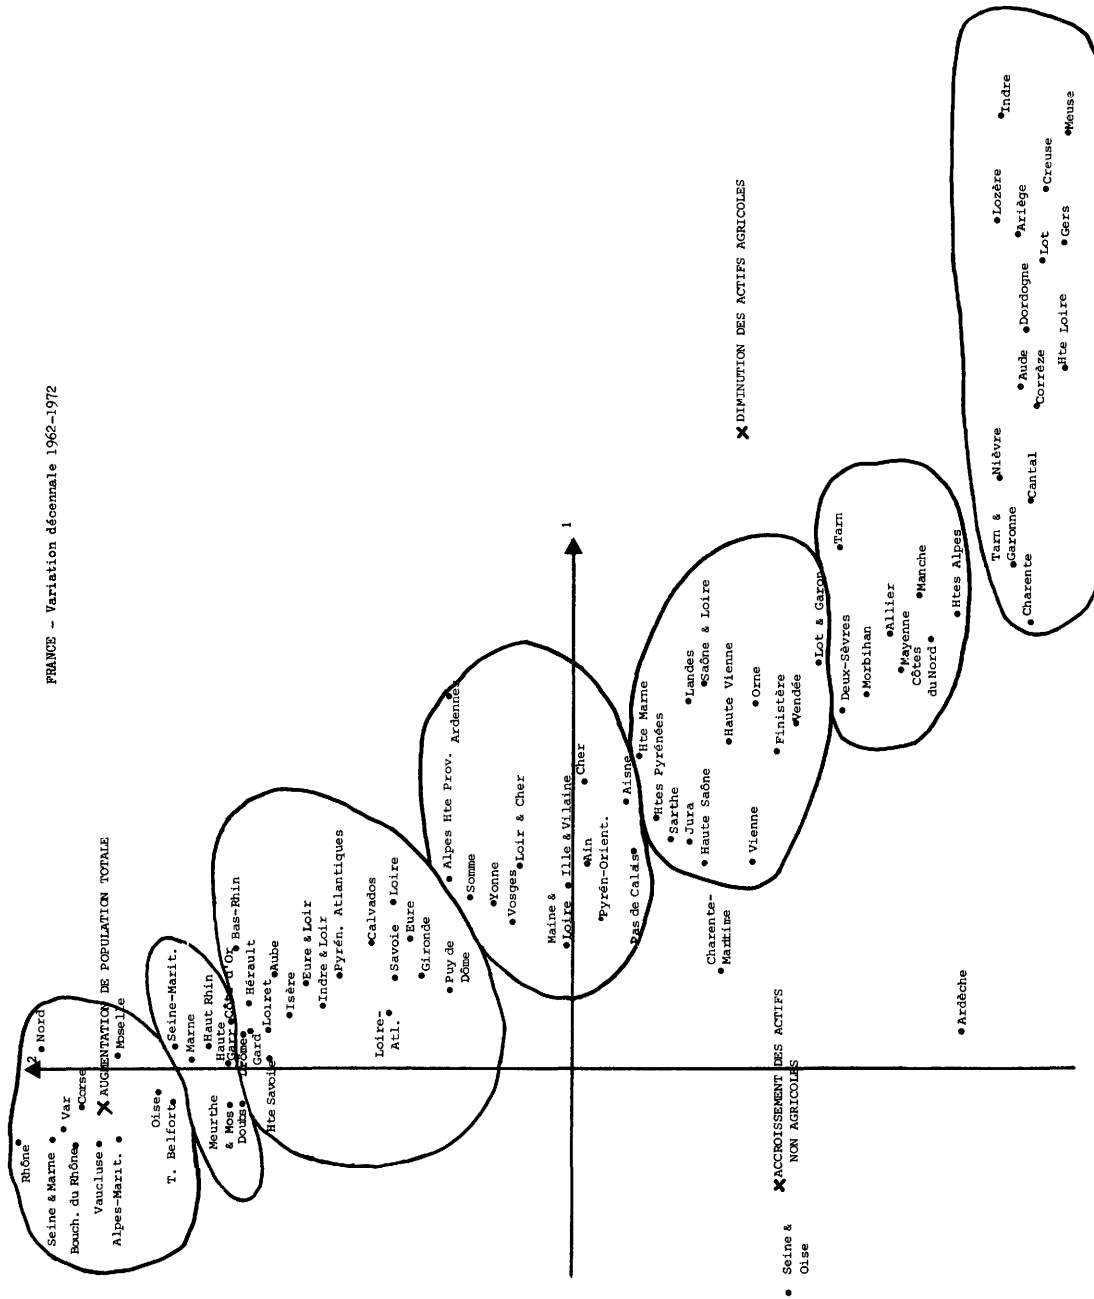 FRANCE - Variation décennale 1962-1972
2
1
Rhône
Nord
Seine & Marne
Var
Bouch. du Rhône
Corse
Vaucluse
AUGMENTATION DE POPULATION TOTALE
Alpes-Marit.
Moselle
Oise
T. Belfort
Seine-Marit.
Marne
Haut Rhin
Meurthe
& Mos
Haute
Garr
Côte d'Or
Bas-Rhin
Doubs
Drôme
Hérault
Gard
Hte Savoie
Loiret
Aube
Isère
Eure & Loir
Indre & Loir
Pyrén. Atlantiques
Calvados
Loire-
Atl.
Savoie
Loire
Eure
Gironde
Puy de
Dôme
Alpes Hte Prov.
Ardennes
Somme
Yonne
Vosges
Loir & Cher
Maine &
Loire
Ille & Vilaine
Cher
Ain
Pyrén-Orient.
Aisne
Pas de Calais
Hte Marne
Htes Pyrénées
Sarthe
Landes
Jura
Saône & Loire
Haute Saône
Charente-
Maritime
Haute Vienne
DIMINUTION DES ACTIFS AGRICOLES
Vienne
Orne
Finistère
Vendée
Lot & Garon
ACCROISSEMENT DES ACTIFS
NON AGRICOLES
Seine &
Oise
Deux-Sèvres
Tarn
Morbihan
Allier
Mayenne
Côtes
du Nord
Manche
Htes Alpes
Ardèche
Tarn &
Garonne
Nièvre
Lozère
Indre
Charente
Cantal
Aude
Dordogne
Ariège
Corrèze
Lot
Creuse
Hte Loire
Gers
Meuse